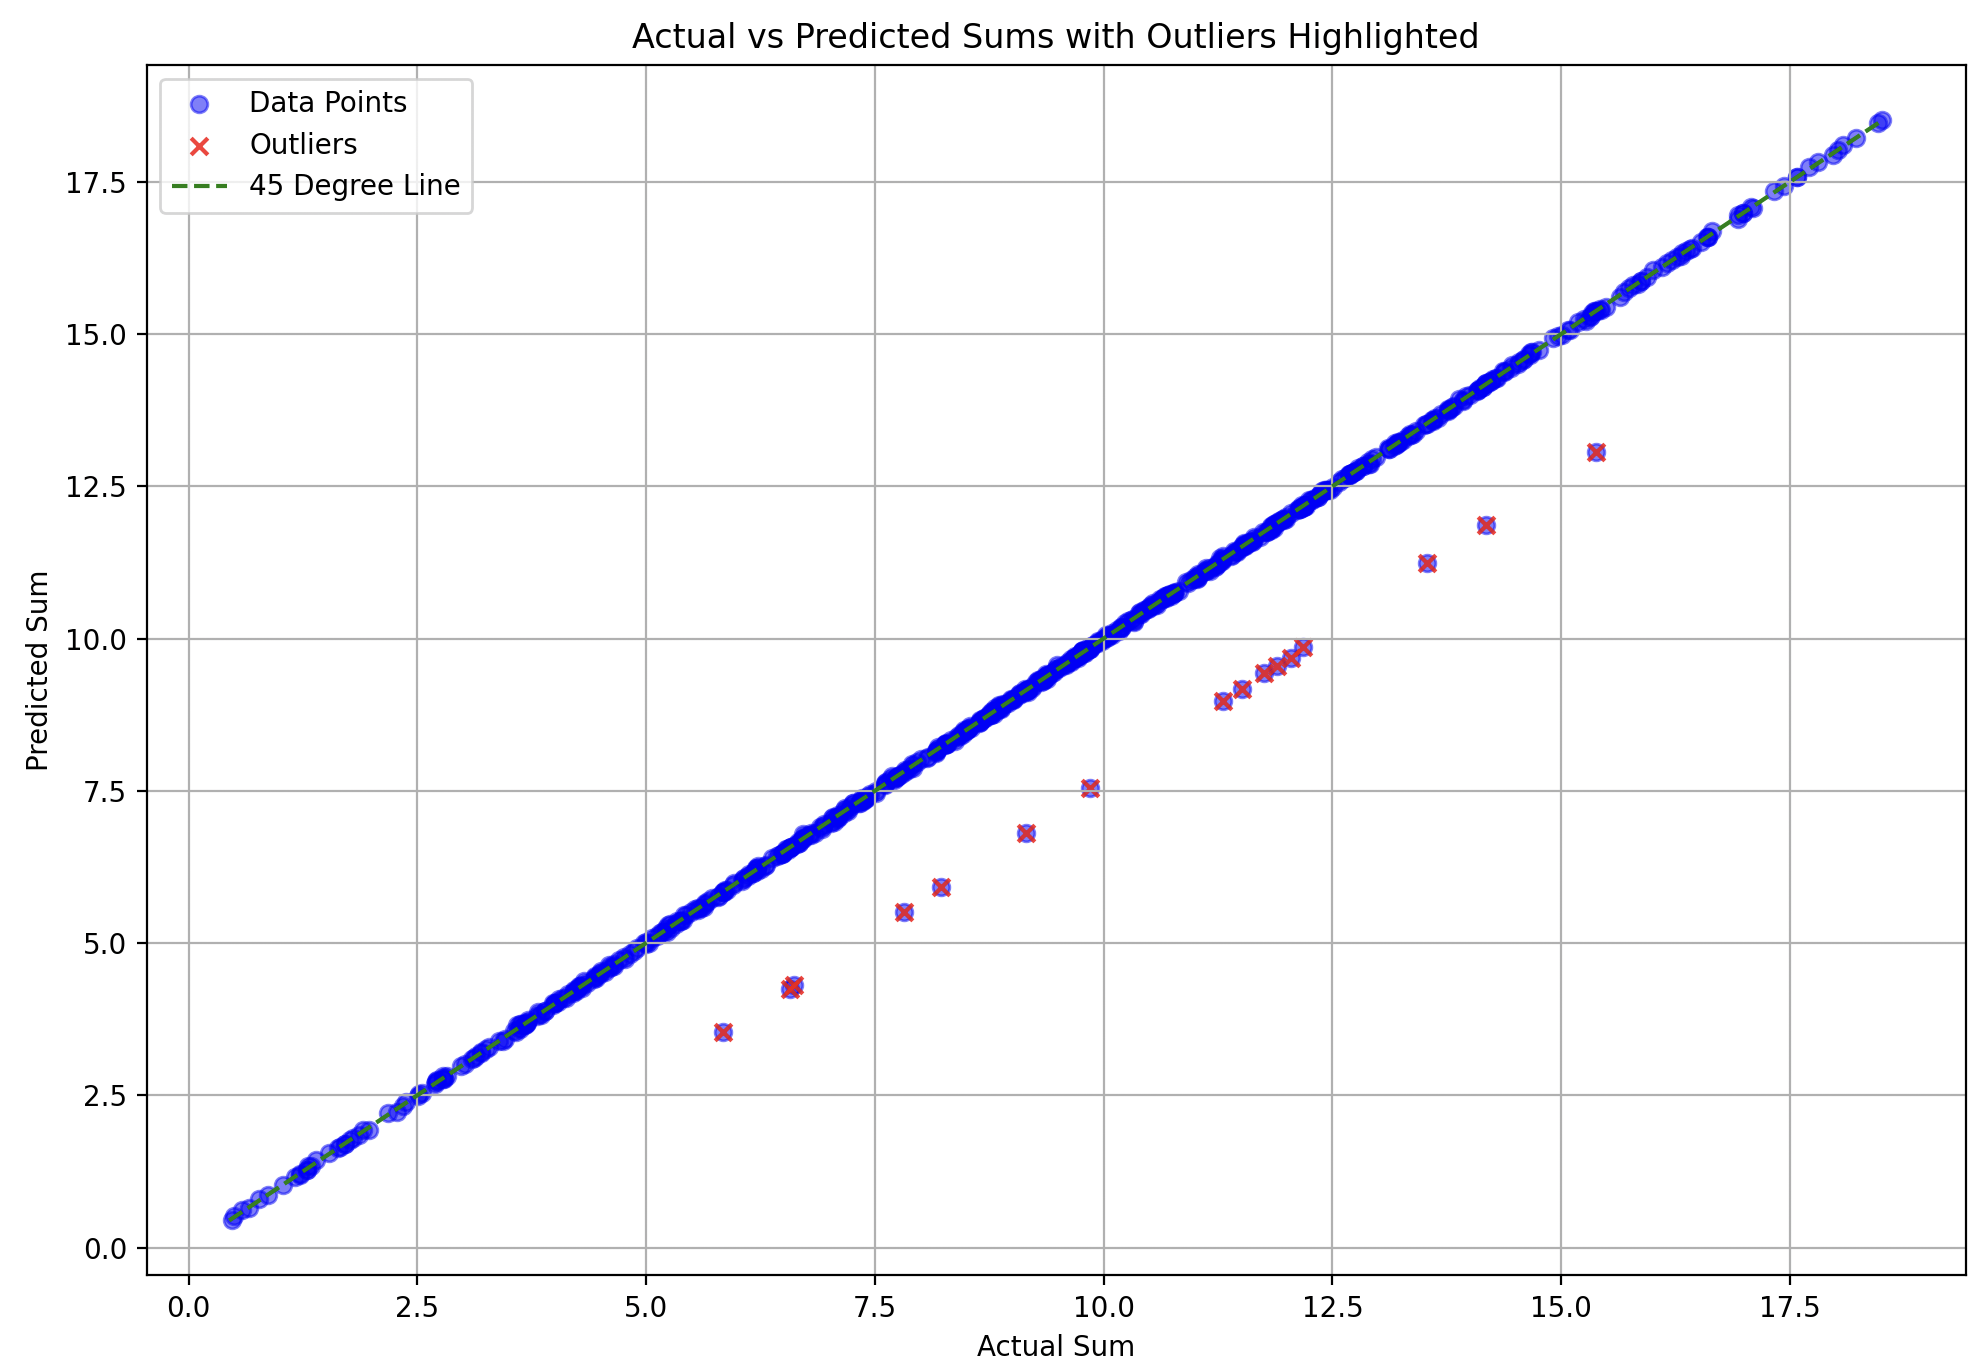 Actual vs Predicted Sums with Outliers Highlighted
Data Points
Outliers
45 Degree Line
17.5
15.0
12.5
10.0
7.5
5.0
2.5
0.0
Predicted Sum
0.0 2.5 5.0 7.5 10.0 12.5 15.0 17.5
Actual Sum